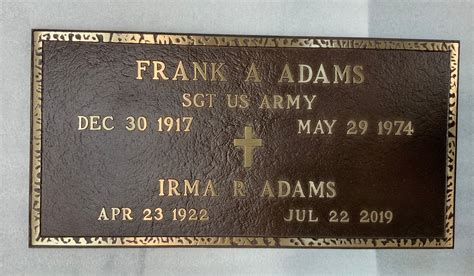 FRANK A ADAMS
SGT US ARMY
DEC 30 1917 MAY 29 1974
IRMA R ADAMS
APR 23 1922 JUL 22 2019